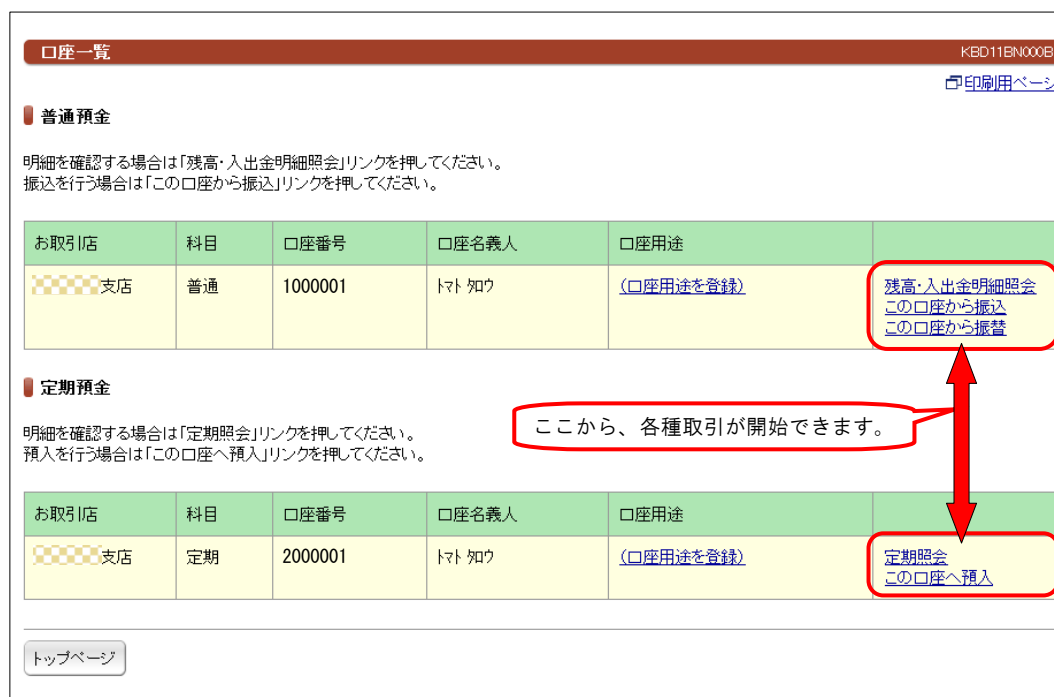 口座一覧 KBD11BN000B
印刷用ページ
普通預金
明細を確認する場合は「残高・入出金明細照会」リンクを押してください。
振込を行う場合は「この口座から振込」リンクを押してください。
お取引店 科目 口座番号 口座名義人 口座用途
支店 普通 1000001 ﾄﾏﾄ ﾀﾛｳ (口座用途を登録) 残高・入出金明細照会
この口座から振込
この口座から振替
定期預金
ここから、各種取引が開始できます。
明細を確認する場合は「定期照会」リンクを押してください。
預入を行う場合は「この口座へ預入」リンクを押してください。
お取引店 科目 口座番号 口座名義人 口座用途
支店 定期 2000001 ﾄﾏﾄ ﾀﾛｳ (口座用途を登録) 定期照会
この口座へ預入
トップページ